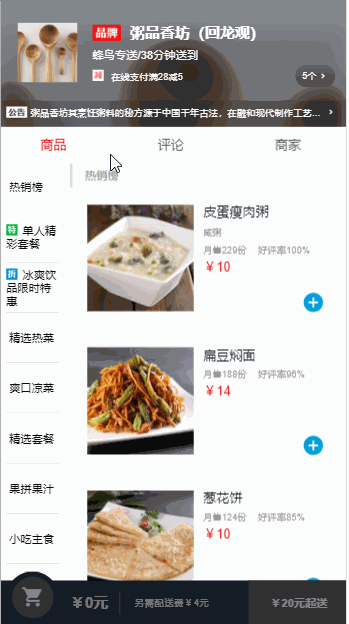 品牌 粥品香坊（回龙观）
蜂鸟专送/38分钟送到
减 在线支付满28减5
5个 >
公告 粥品香坊其烹饪粥料的秘方源于中国千年古法，在融和现代制作工艺... >
商品 评论 商家
热销榜
特 单人精彩套餐
折 冰爽饮品限时特惠
精选热菜
爽口凉菜
精选套餐
果拼果汁
小吃主食
热销榜
皮蛋瘦肉粥
咸粥
月售229份 好评率100%
￥10
扁豆焖面
月售188份 好评率96%
￥14
葱花饼
月售124份 好评率85%
￥10
￥0元
另需配送费￥4元
￥20元起送